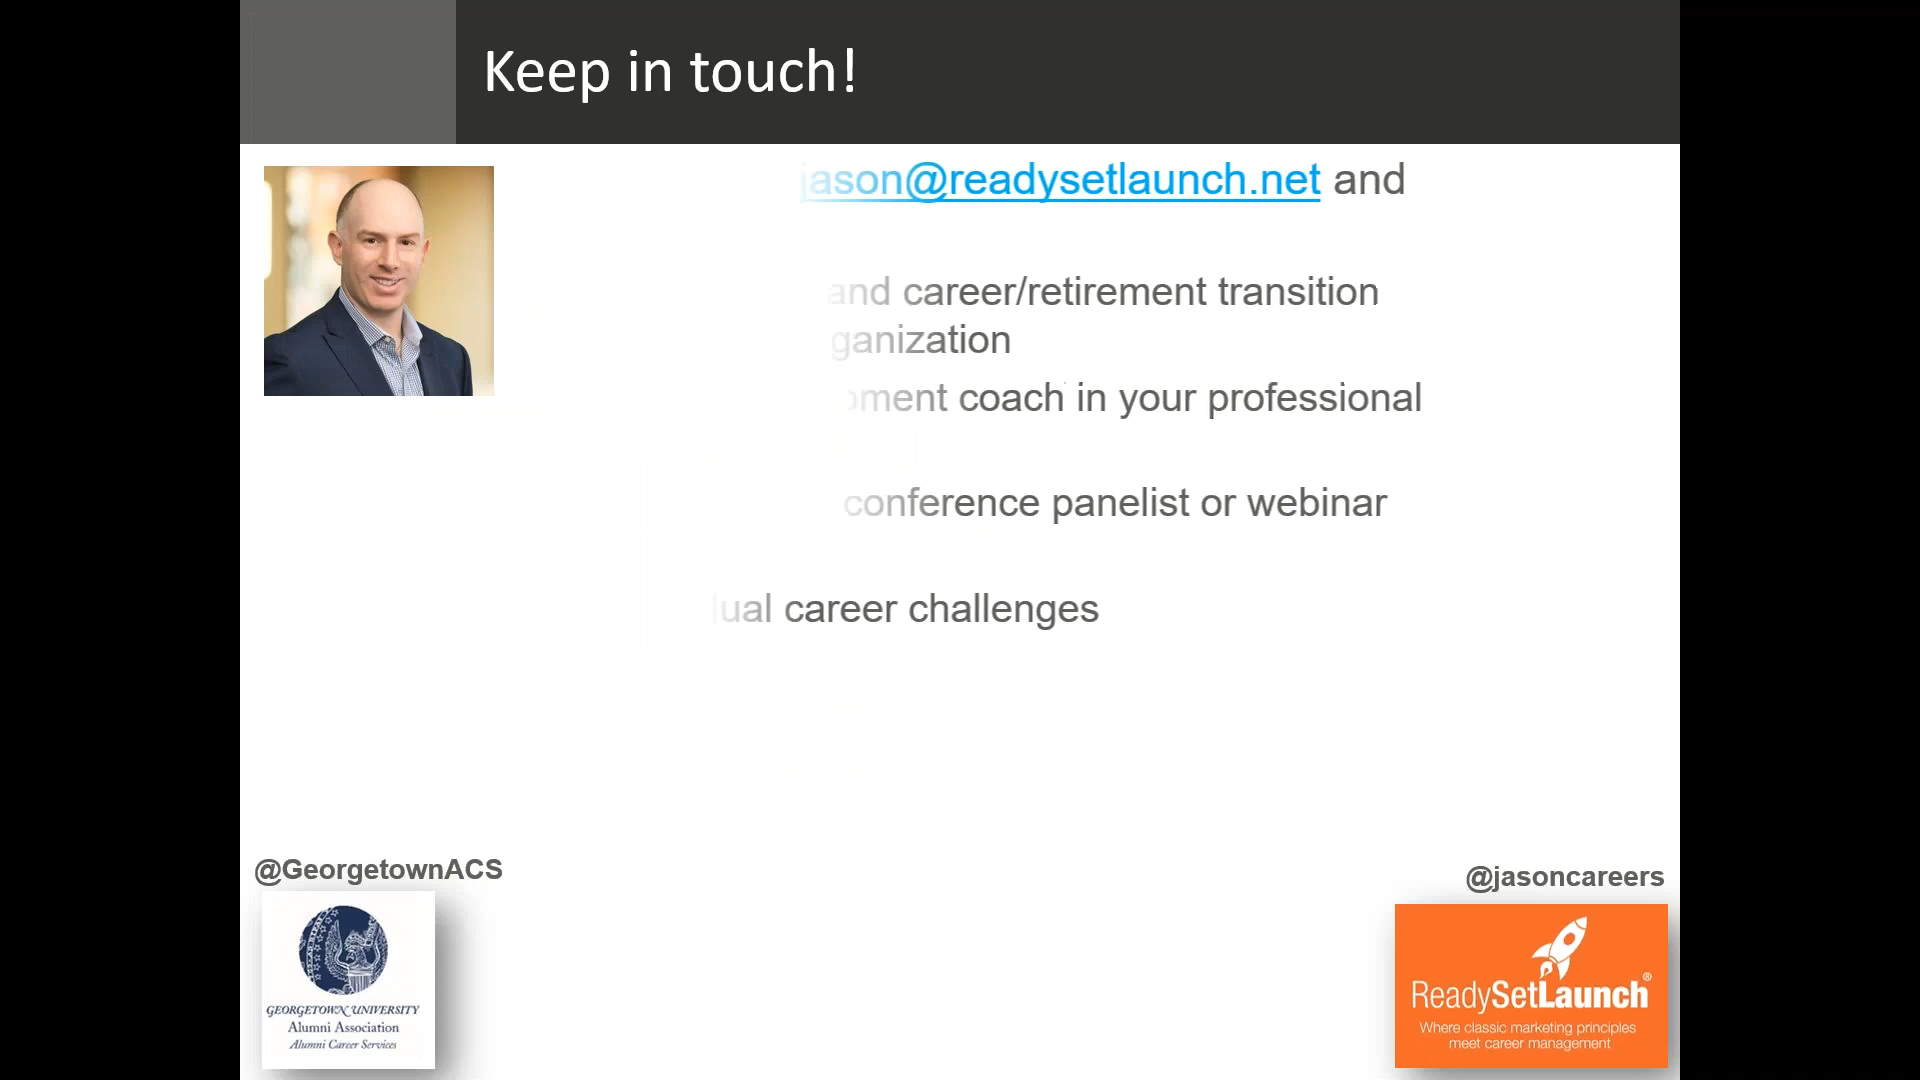 Keep in touch!
jason@readysetlaunch.net and
and career/retirement transition
ganization
pment coach in your professional
conference panelist or webinar
ual career challenges
@GeorgetownACS
@jasoncareers
GEORGETOWN UNIVERSITY
Alumni Association
Alumni Career Services
ReadySetLaunch®
Where classic marketing principles
meet career management